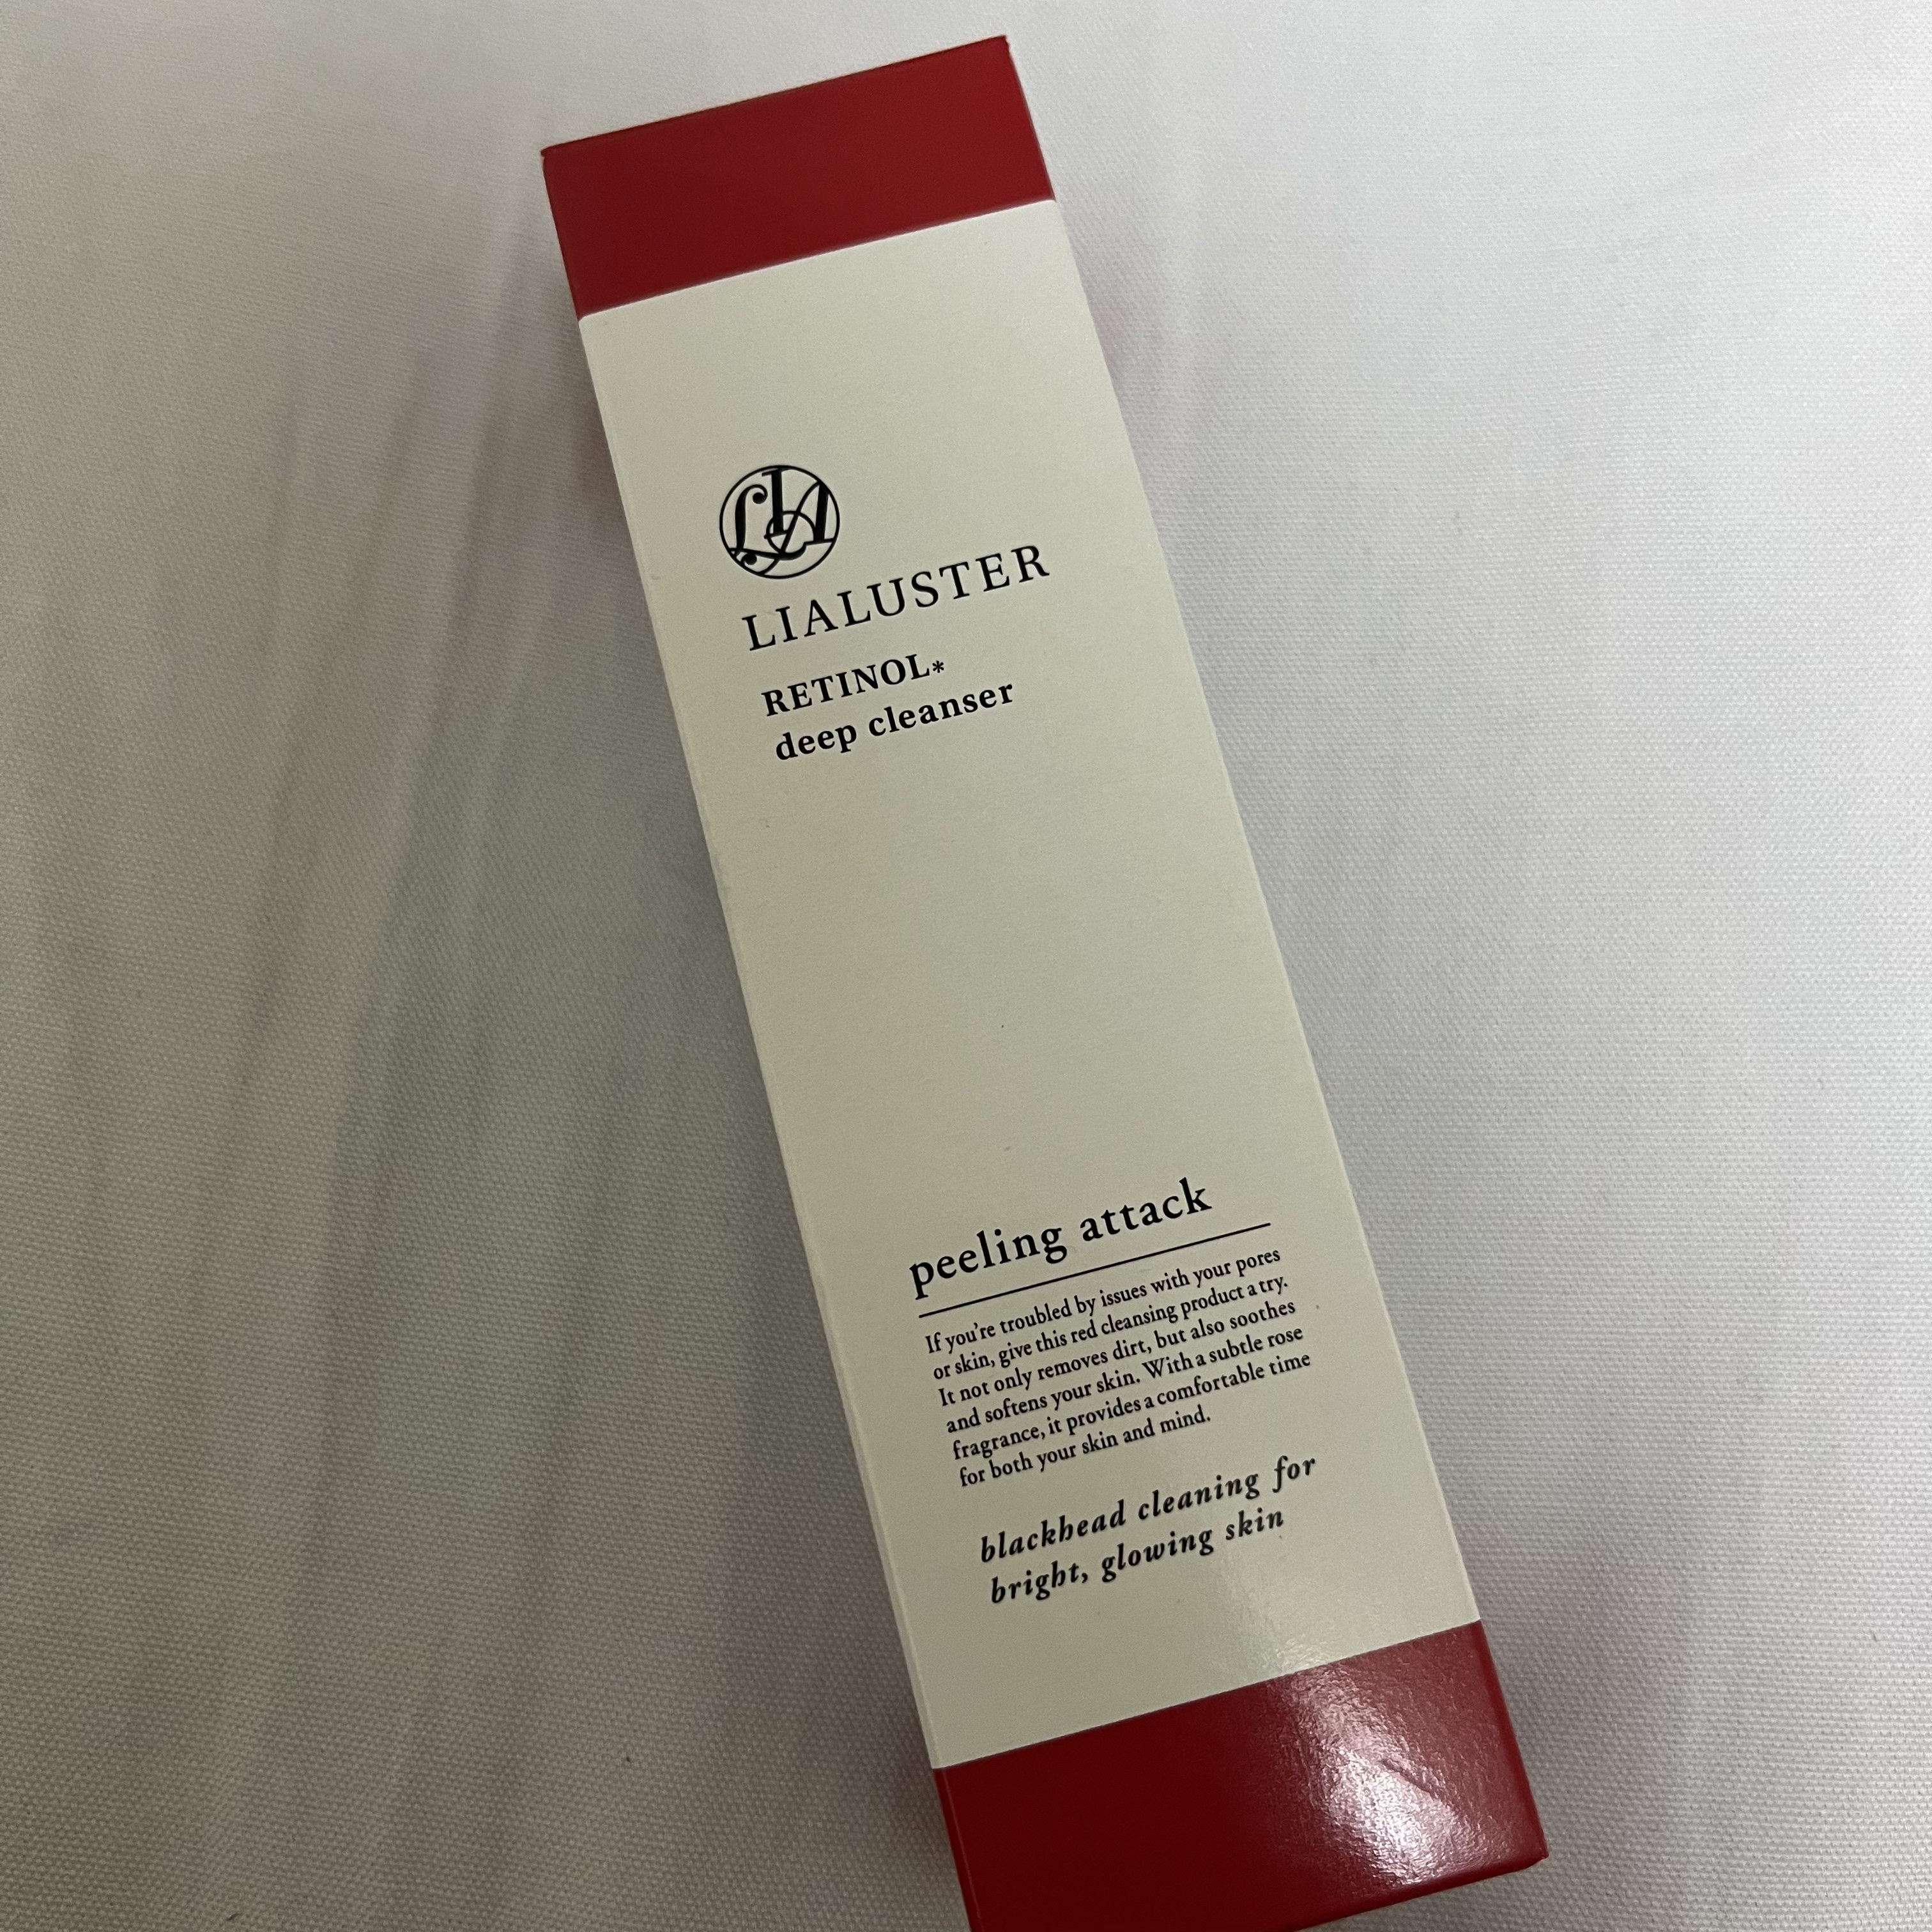 LIA
LIALUSTER
RETINOL*
deep cleanser
peeling attack
If you're troubled by issues with your pores
or skin, give this red cleansing product a try.
It not only removes dirt, but also soothes
and softens your skin. With a subtle rose
fragrance, it provides a comfortable time
for both your skin and mind.
blackhead cleaning for
bright, glowing skin